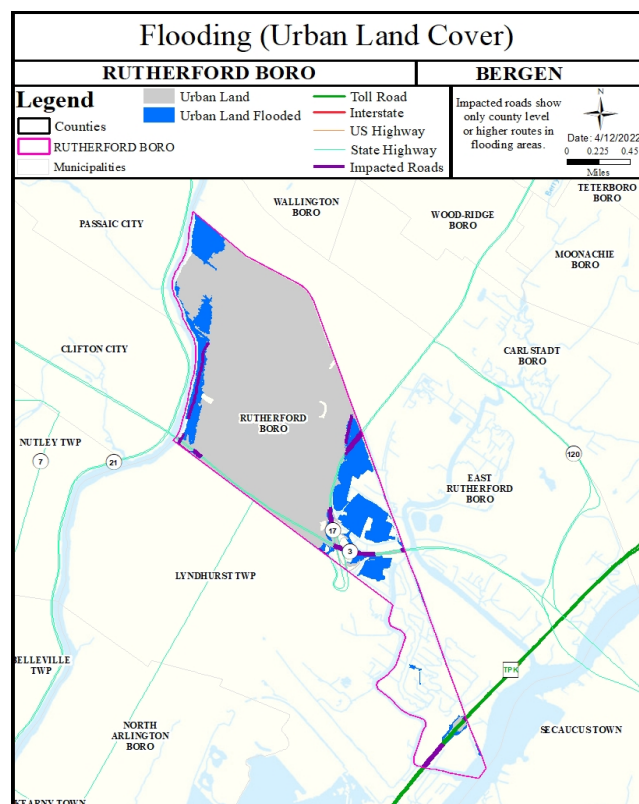 Flooding (Urban Land Cover)
RUTHERFORD BORO
BERGEN
Legend
Counties
RUTHERFORD BORO
Municipalities
Urban Land
Urban Land Flooded
Toll Road
Interstate
US Highway
State Highway
Impacted Roads
Impacted roads show
only county level
or higher routes in
flooding areas.
N
Date: 4/12/2022
0 0.225 0.45
Miles
TETERBORO
BORO
WALLINGTON
BORO
PASSAIC CITY
WOOD-RIDGE
BORO
MOONACHIE
BORO
CLIFTON CITY
CARLSTADT
BORO
RUTHERFORD
BORO
NUTLEY TWP
7
21
120
EAST
RUTHERFORD
BORO
17
3
LYNDHURST TWP
BELLEVILLE
TWP
TPK
NORTH
ARLINGTON
BORO
SECAUCUS TOWN
KEARNY TOWN